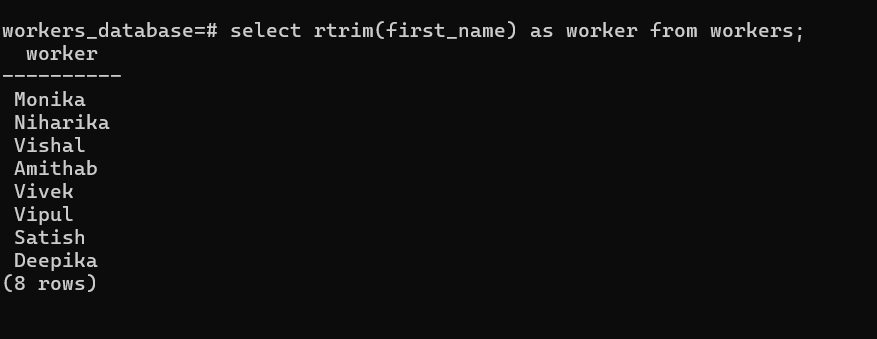 workers_database=# select rtrim(first_name) as worker from workers;
  worker
----------
 Monika
 Niharika
 Vishal
 Amithab
 Vivek
 Vipul
 Satish
 Deepika
(8 rows)